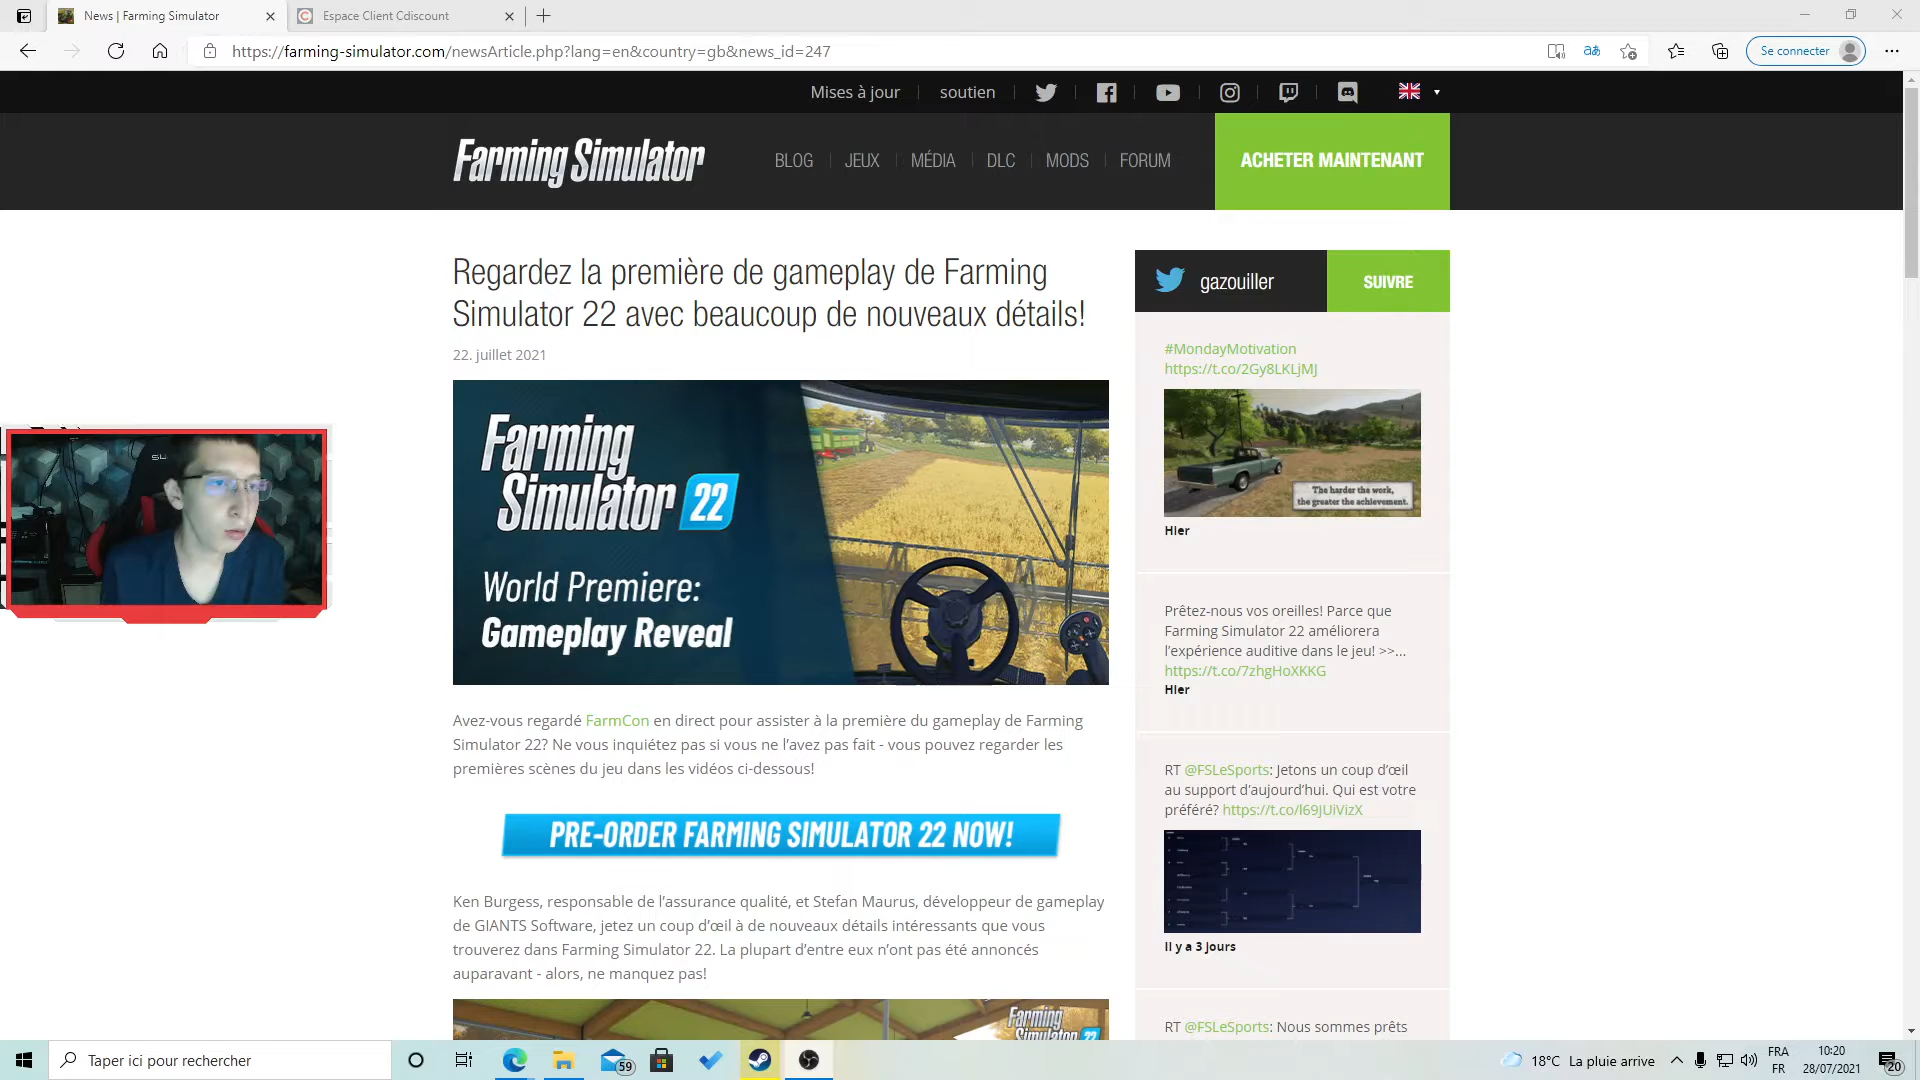 News | Farming Simulator
Espace Client Cdiscount
https://farming-simulator.com/newsArticle.php?lang=en&country=gb&news_id=247
Se connecter
Mises à jour
soutien
Farming Simulator
BLOG
JEUX
MÉDIA
DLC
MODS
FORUM
ACHETER MAINTENANT
Regardez la première de gameplay de Farming
Simulator 22 avec beaucoup de nouveaux détails!
22. juillet 2021
Farming
Simulator 22
World Premiere:
Gameplay Reveal
Avez-vous regardé FarmCon en direct pour assister à la première du gameplay de Farming
Simulator 22? Ne vous inquiétez pas si vous ne l'avez pas fait - vous pouvez regarder les
premières scènes du jeu dans les vidéos ci-dessous!
PRE-ORDER FARMING SIMULATOR 22 NOW!
Ken Burgess, responsable de l'assurance qualité, et Stefan Maurus, développeur de gameplay
de GIANTS Software, jetez un coup d'œil à de nouveaux détails intéressants que vous
trouverez dans Farming Simulator 22. La plupart d'entre eux n'ont pas été annoncés
auparavant - alors, ne manquez pas!
Farming
Simulator 22
gazouiller
SUIVRE
#MondayMotivation
https://t.co/2Gy8LKLjMJ
The harder the work,
the greater the achievement.
Hier
Prêtez-nous vos oreilles! Parce que
Farming Simulator 22 améliorera
l'expérience auditive dans le jeu! >>...
https://t.co/7zhgHoXKKG
Hier
RT @FSLeSports: Jetons un coup d'œil
au support d'aujourd'hui. Qui est votre
préféré? https://t.co/l69JUiVizX
Il y a 3 jours
RT @FSLeSports: Nous sommes prêts
Taper ici pour rechercher
59
18°C La pluie arrive
FRA
FR
10:20
28/07/2021
20